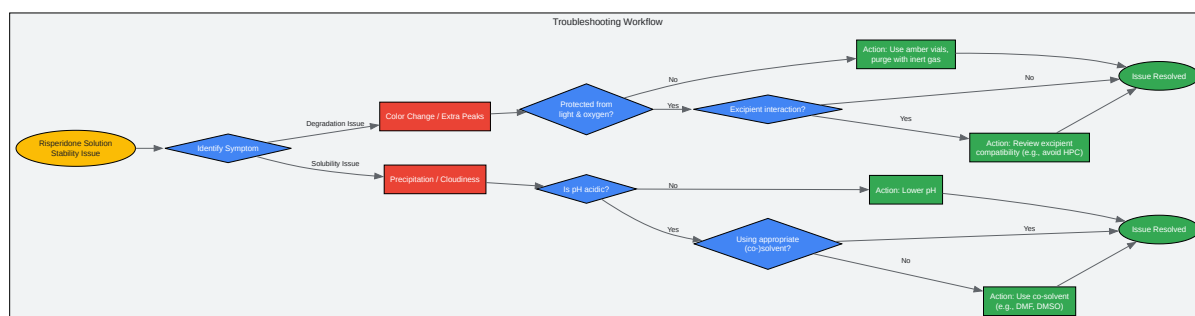 Troubleshooting Workflow
Risperidone Solution
Stability Issue
Identify Symptom
Degradation Issue
Solubility Issue
Color Change / Extra Peaks
Precipitation / Cloudiness
Protected from
light & oxygen?
No
Yes
Action: Use amber vials,
purge with inert gas
Excipient interaction?
No
Yes
Action: Review excipient
compatibility (e.g., avoid HPC)
Issue Resolved
Is pH acidic?
No
Yes
Action: Lower pH
Using appropriate
(co-)solvent?
Yes
No
Action: Use co-solvent
(e.g., DMF, DMSO)
Issue Resolved